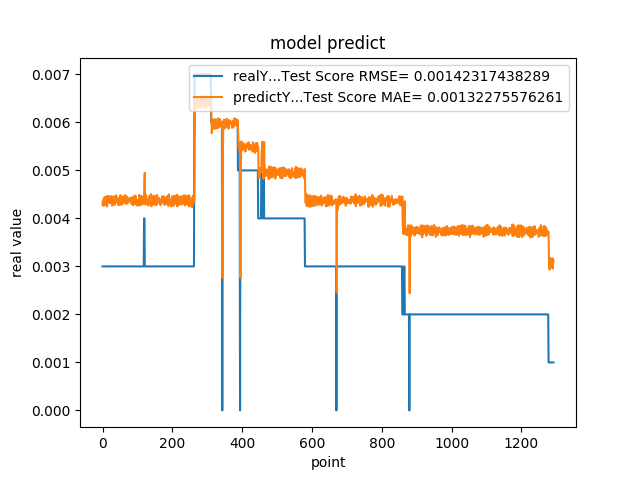 model predict
realY...Test Score RMSE= 0.00142317438289
predictY...Test Score MAE= 0.00132275576261
0.007
0.006
0.005
0.004
0.003
0.002
0.001
0.000
real value
0 200 400 600 800 1000 1200
point